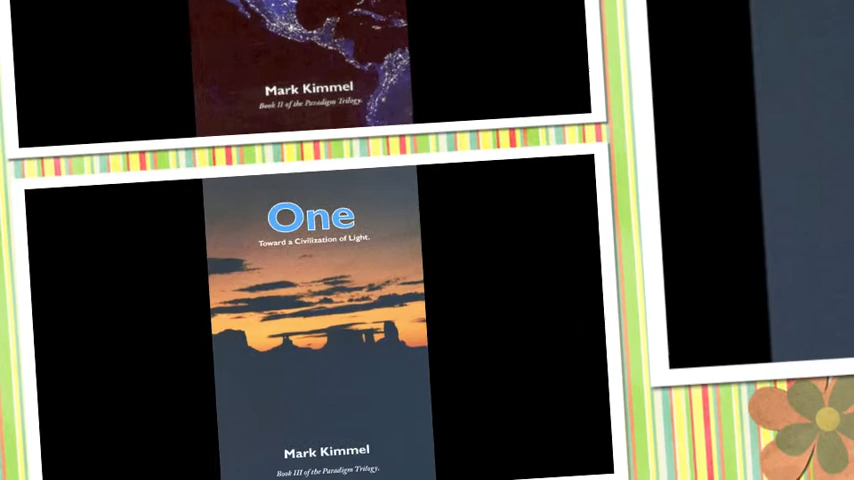 Mark Kimmel
Book II of the Paradigm Trilogy.
One
Toward a Civilization of Light.
Mark Kimmel
Book III of the Paradigm Trilogy.